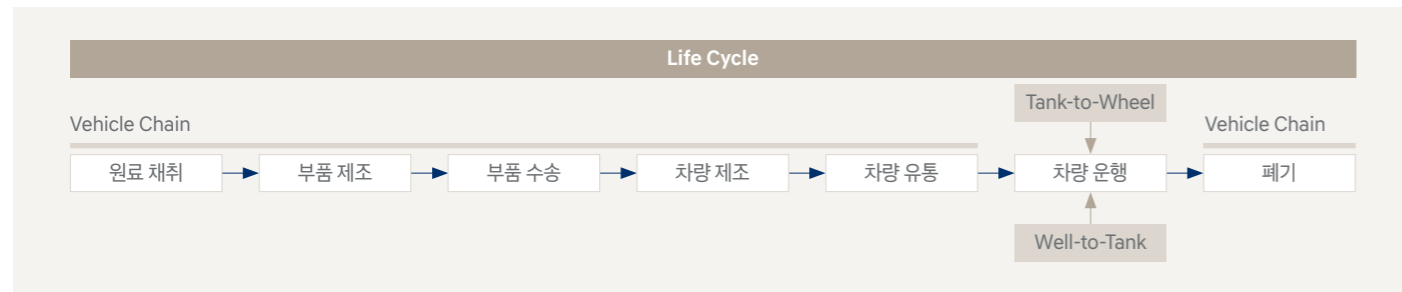 Life Cycle
Tank-to-Wheel
Vehicle Chain
Vehicle Chain
원료 채취
부품 제조
부품 수송
차량 제조
차량 유통
차량 운행
폐기
Well-to-Tank